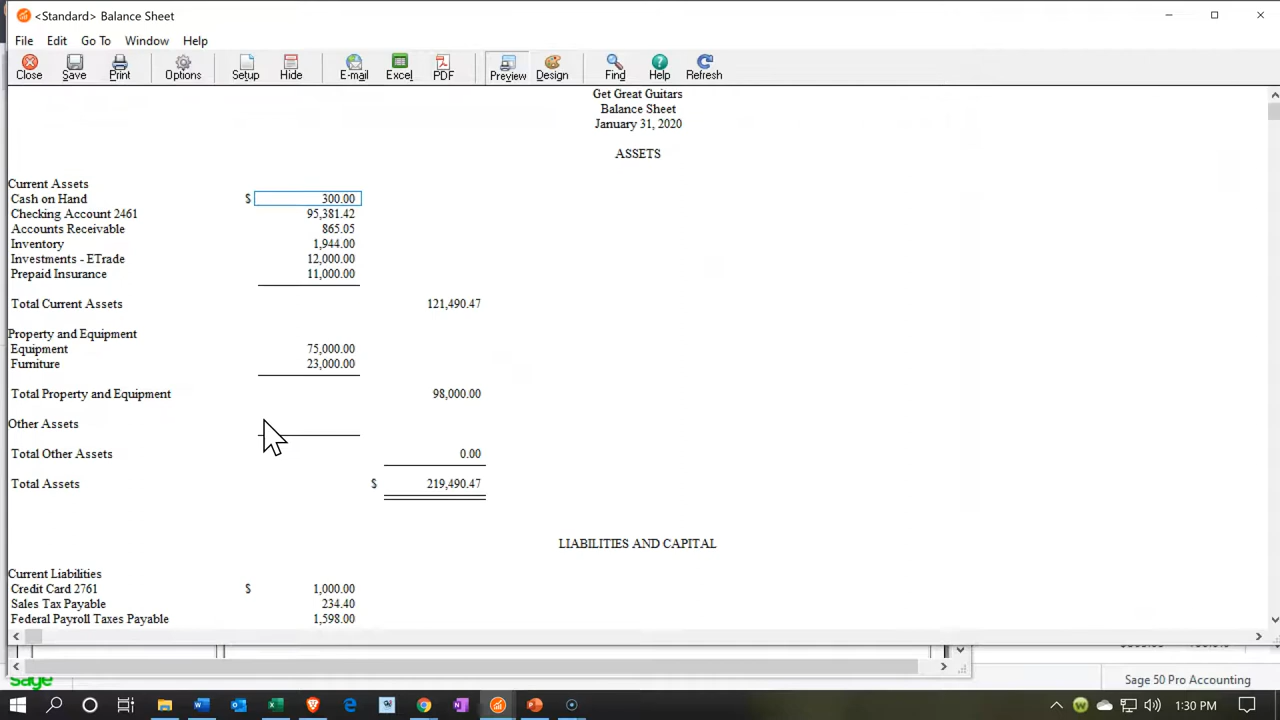 <Standard> Balance Sheet
File Edit Go To Window Help
Close Save Print Options Setup Hide E-mail Excel PDF Preview Design Find Help Refresh
Get Great Guitars
Balance Sheet
January 31, 2020
ASSETS
Current Assets
Cash on Hand $ 300.00
Checking Account 2461 95,381.42
Accounts Receivable 865.05
Inventory 1,944.00
Investments - ETrade 12,000.00
Prepaid Insurance 11,000.00
Total Current Assets 121,490.47
Property and Equipment
Equipment 75,000.00
Furniture 23,000.00
Total Property and Equipment 98,000.00
Other Assets
Total Other Assets 0.00
Total Assets $ 219,490.47
LIABILITIES AND CAPITAL
Current Liabilities
Credit Card 2761 $ 1,000.00
Sales Tax Payable 234.40
Federal Payroll Taxes Payable 1,598.00
sage Sage 50 Pro Accounting
1:30 PM